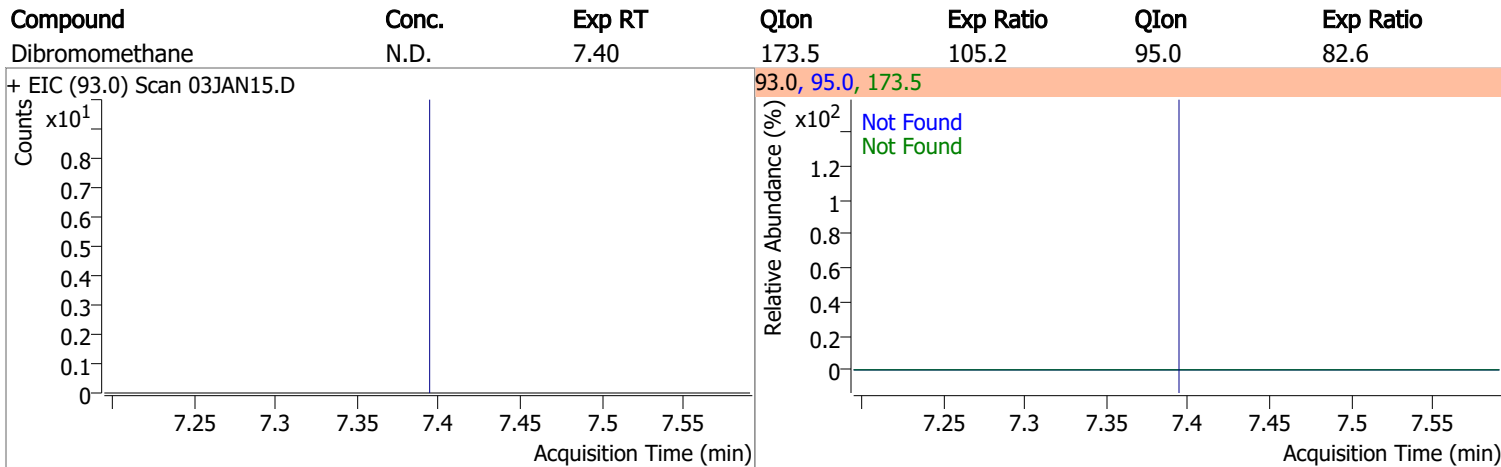 Compound Conc. Exp RT QIon Exp Ratio QIon Exp Ratio
Dibromomethane N.D. 7.40 173.5 105.2 95.0 82.6
+ EIC (93.0) Scan 03JAN15.D
Counts
x10¹
0.8
0.7
0.6
0.5
0.4
0.3
0.2
0.1
0
7.25 7.3 7.35 7.4 7.45 7.5 7.55
Acquisition Time (min)
93.0, 95.0, 173.5
Relative Abundance (%)
x10²
Not Found
Not Found
1.2
1
0.8
0.6
0.4
0.2
0
7.25 7.3 7.35 7.4 7.45 7.5 7.55
Acquisition Time (min)